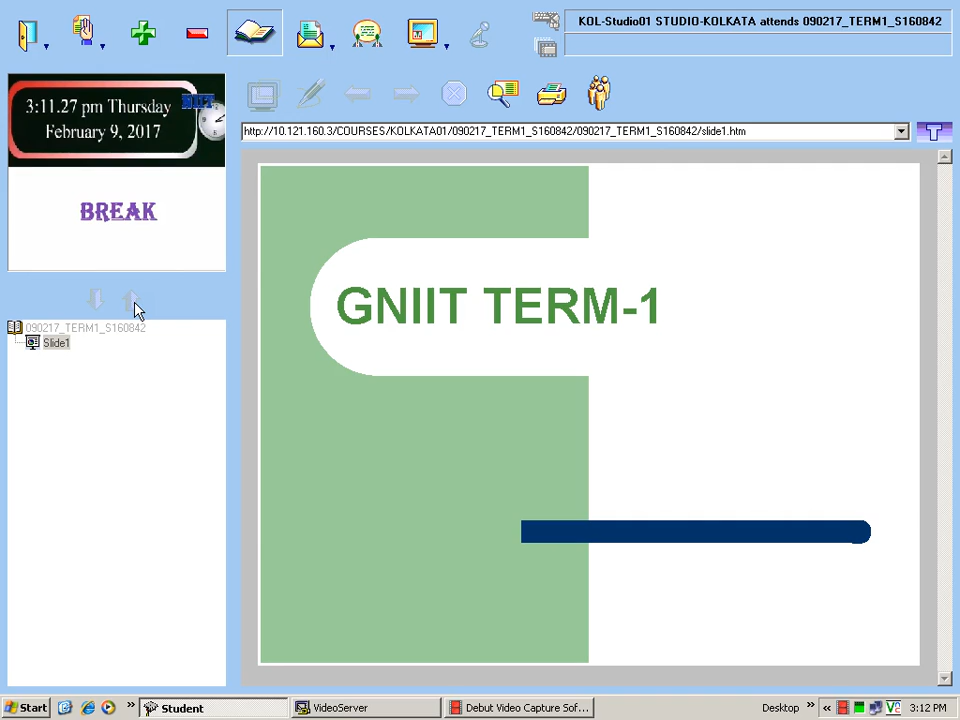 KOL-Studio01 STUDIO-KOLKATA attends 090217_TERM1_S160842
3:11.27 pm Thursday
February 9, 2017
NIIT
BREAK
http://10.121.160.3/COURSES/KOLKATA01/090217_TERM1_S160842/090217_TERM1_S160842/slide1.htm
T
090217_TERM1_S160842
Slide1
GNIIT TERM-1
Start
Student
VideoServer
Debut Video Capture Sof...
Desktop
3:12 PM